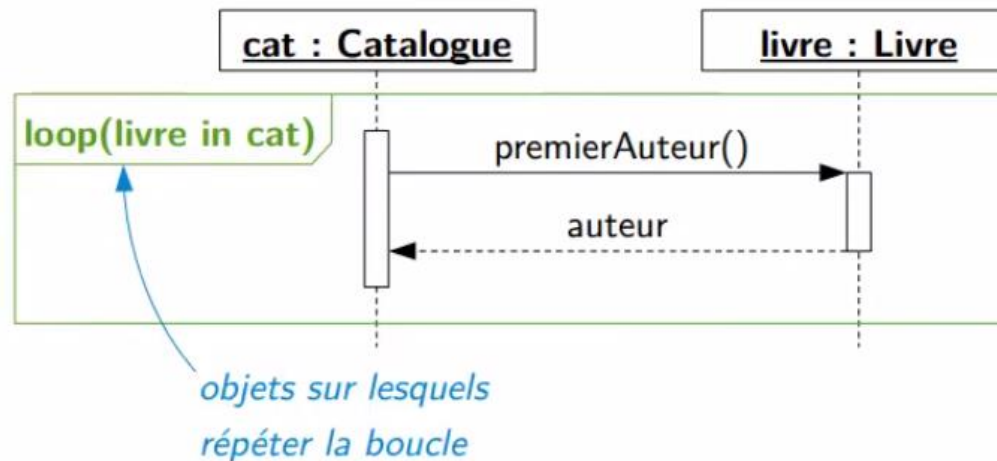 cat : Catalogue
livre : Livre
loop(livre in cat)
premierAuteur()
auteur
objets sur lesquels
répéter la boucle